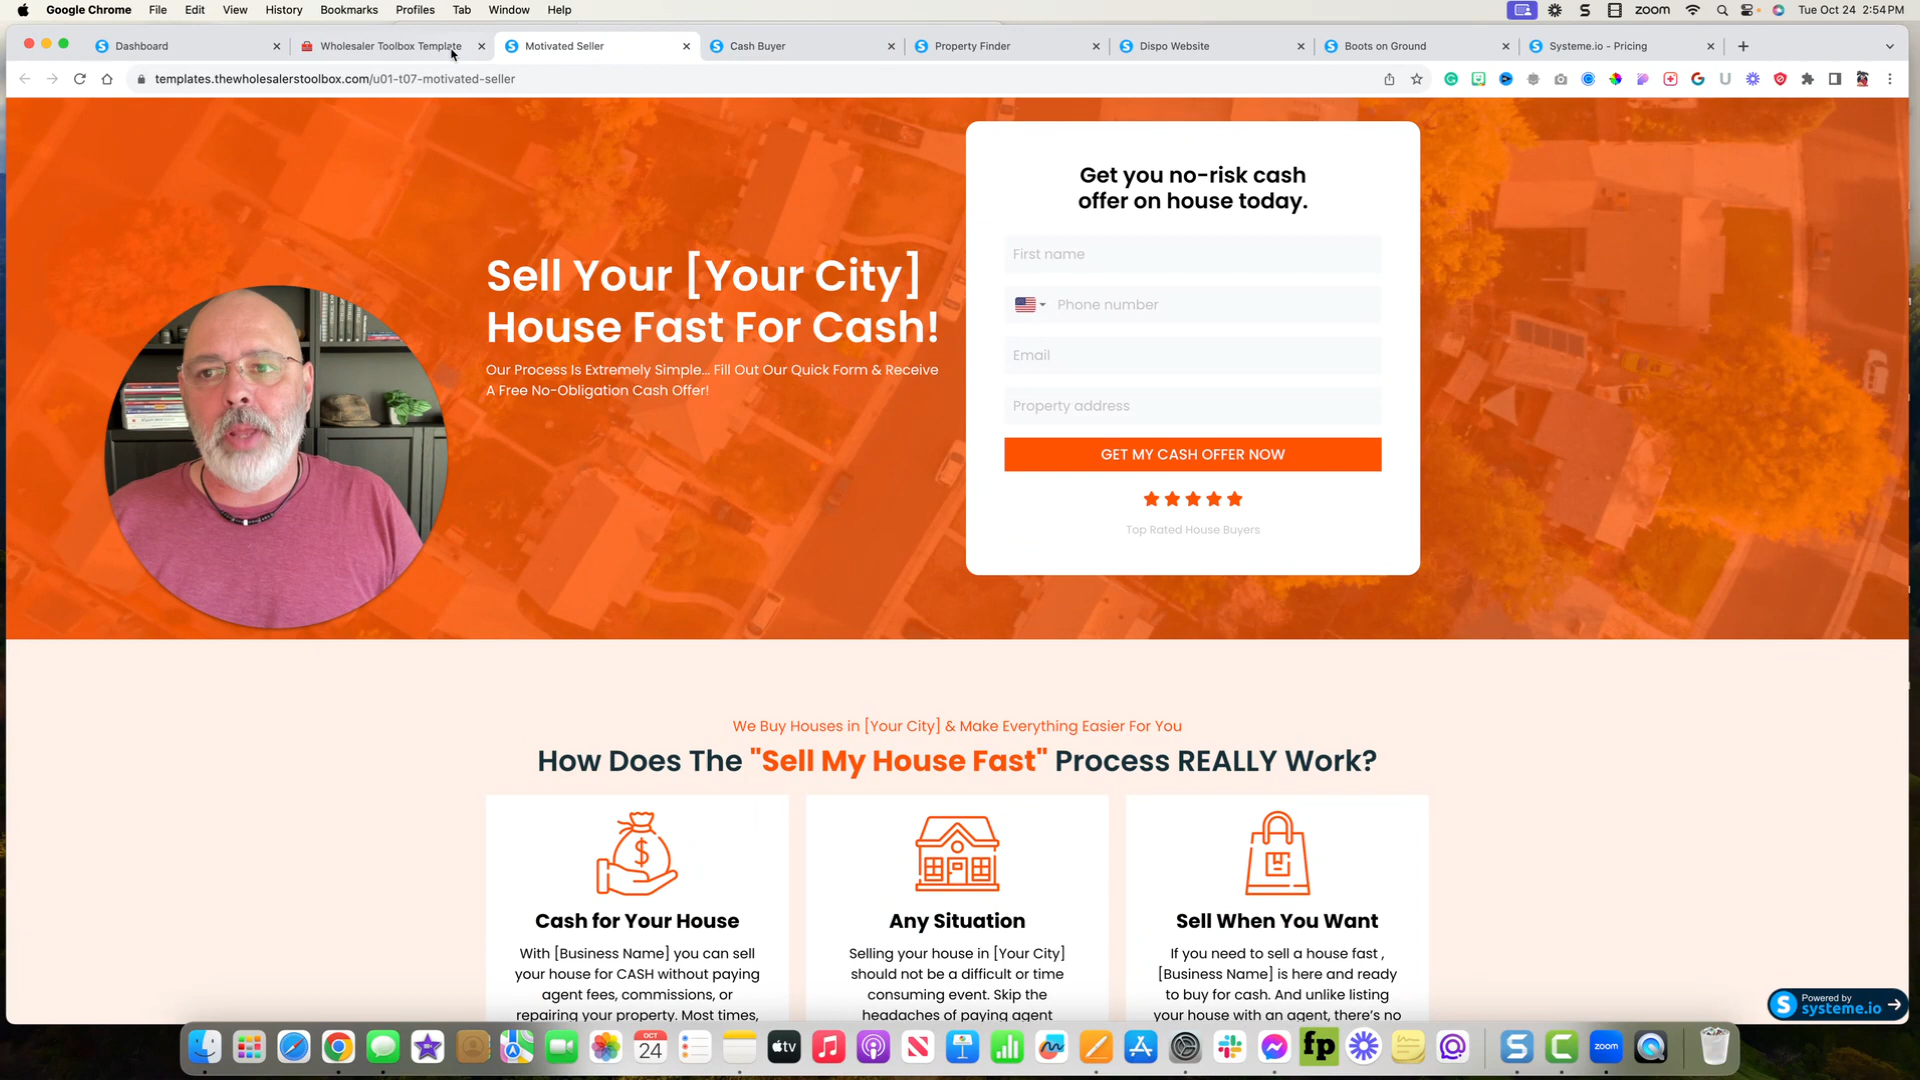 Google Chrome File Edit View History Bookmarks Profiles Tab Window Help zoom Tue Oct 24 2:54 PM
Dashboard Wholesaler Toolbox Template Motivated Seller Cash Buyer Property Finder Dispo Website Boots on Ground Systeme.io - Pricing
templates.thewholesalerstoolbox.com/u01-t07-motivated-seller
Sell Your [Your City]
House Fast For Cash!
Our Process Is Extremely Simple... Fill Out Our Quick Form & Receive
A Free No-Obligation Cash Offer!
Get you no-risk cash
offer on house today.
First name
Phone number
Email
Property address
GET MY CASH OFFER NOW
Top Rated House Buyers
We Buy Houses in [Your City] & Make Everything Easier For You
How Does The "Sell My House Fast" Process REALLY Work?
Cash for Your House
With [Business Name] you can sell
your house for CASH without paying
agent fees, commissions, or
repairing your property. Most times,
Any Situation
Selling your house in [Your City]
should not be a difficult or time
consuming event. Skip the
headaches of paying agent
Sell When You Want
If you need to sell a house fast ,
[Business Name] is here and ready
to buy for cash. And unlike listing
your house with an agent, there's no
Powered by
systeme.io
OCT
24
tv
fp
zoom